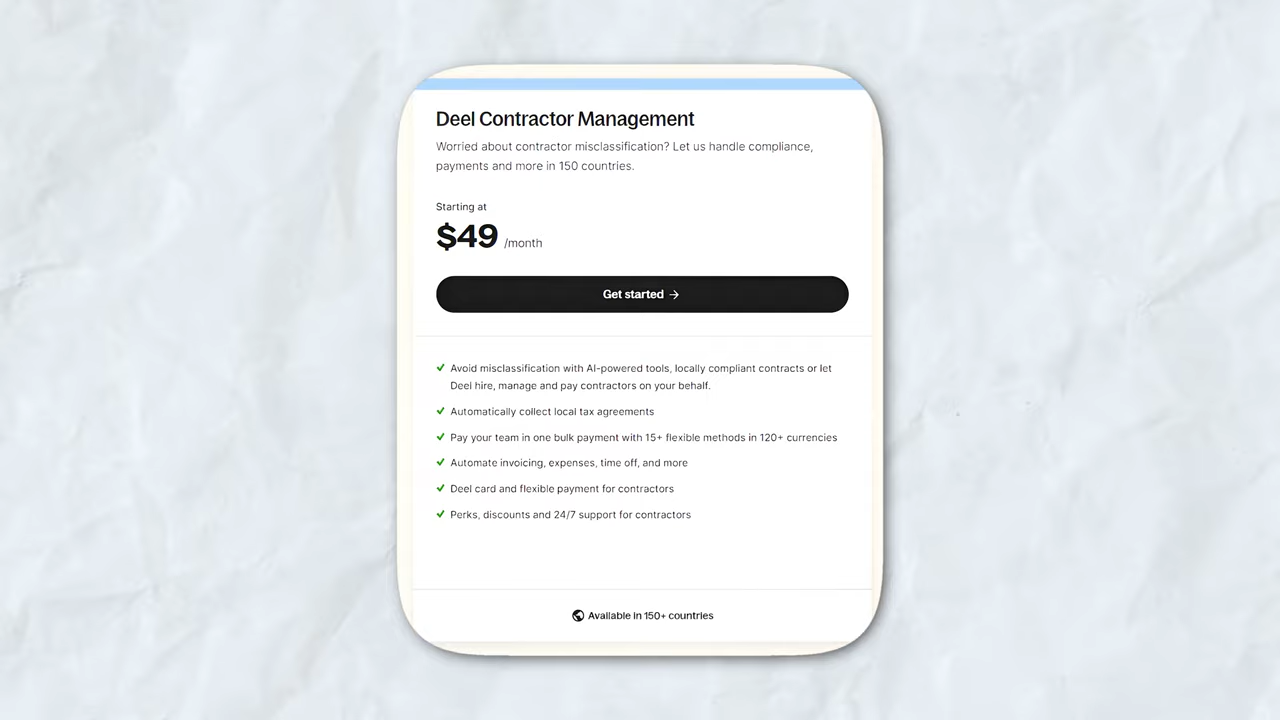 Deel Contractor Management
Worried about contractor misclassification? Let us handle compliance,
payments and more in 150 countries.
Starting at
$49 /month
Get started →
Avoid misclassification with AI-powered tools, locally compliant contracts or let
Deel hire, manage and pay contractors on your behalf.
Automatically collect local tax agreements
Pay your team in one bulk payment with 15+ flexible methods in 120+ currencies
Automate invoicing, expenses, time off, and more
Deel card and flexible payment for contractors
Perks, discounts and 24/7 support for contractors
Available in 150+ countries